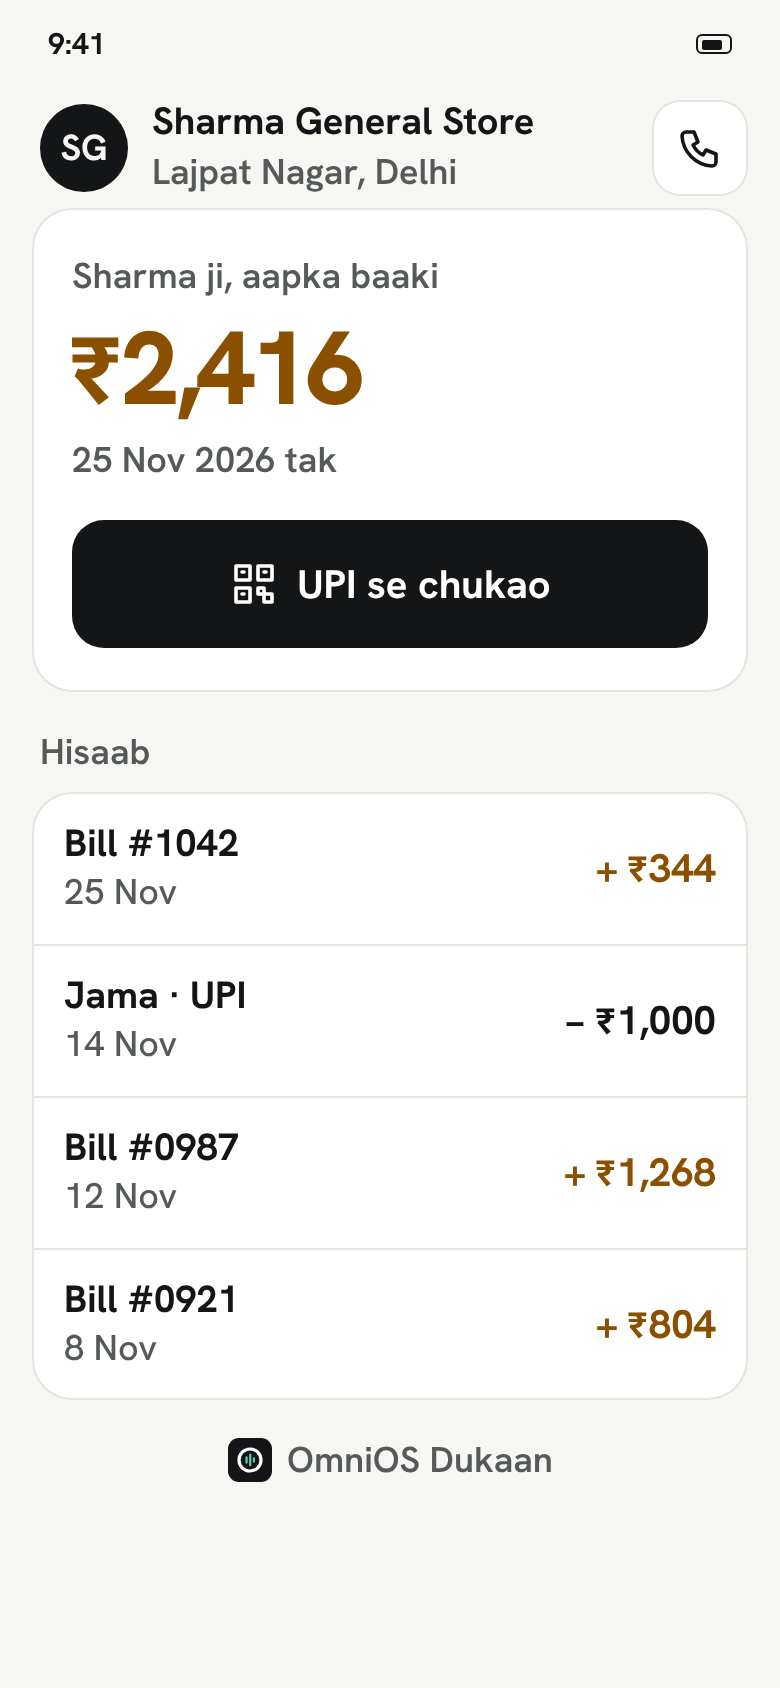 9:41
SG
Sharma General Store
Lajpat Nagar, Delhi
Sharma ji, aapka baaki
₹2,416
25 Nov 2026 tak
UPI se chukao
Hisaab
Bill #1042
25 Nov
+ ₹344
Jama · UPI
14 Nov
− ₹1,000
Bill #0987
12 Nov
+ ₹1,268
Bill #0921
8 Nov
+ ₹804
OmniOS Dukaan